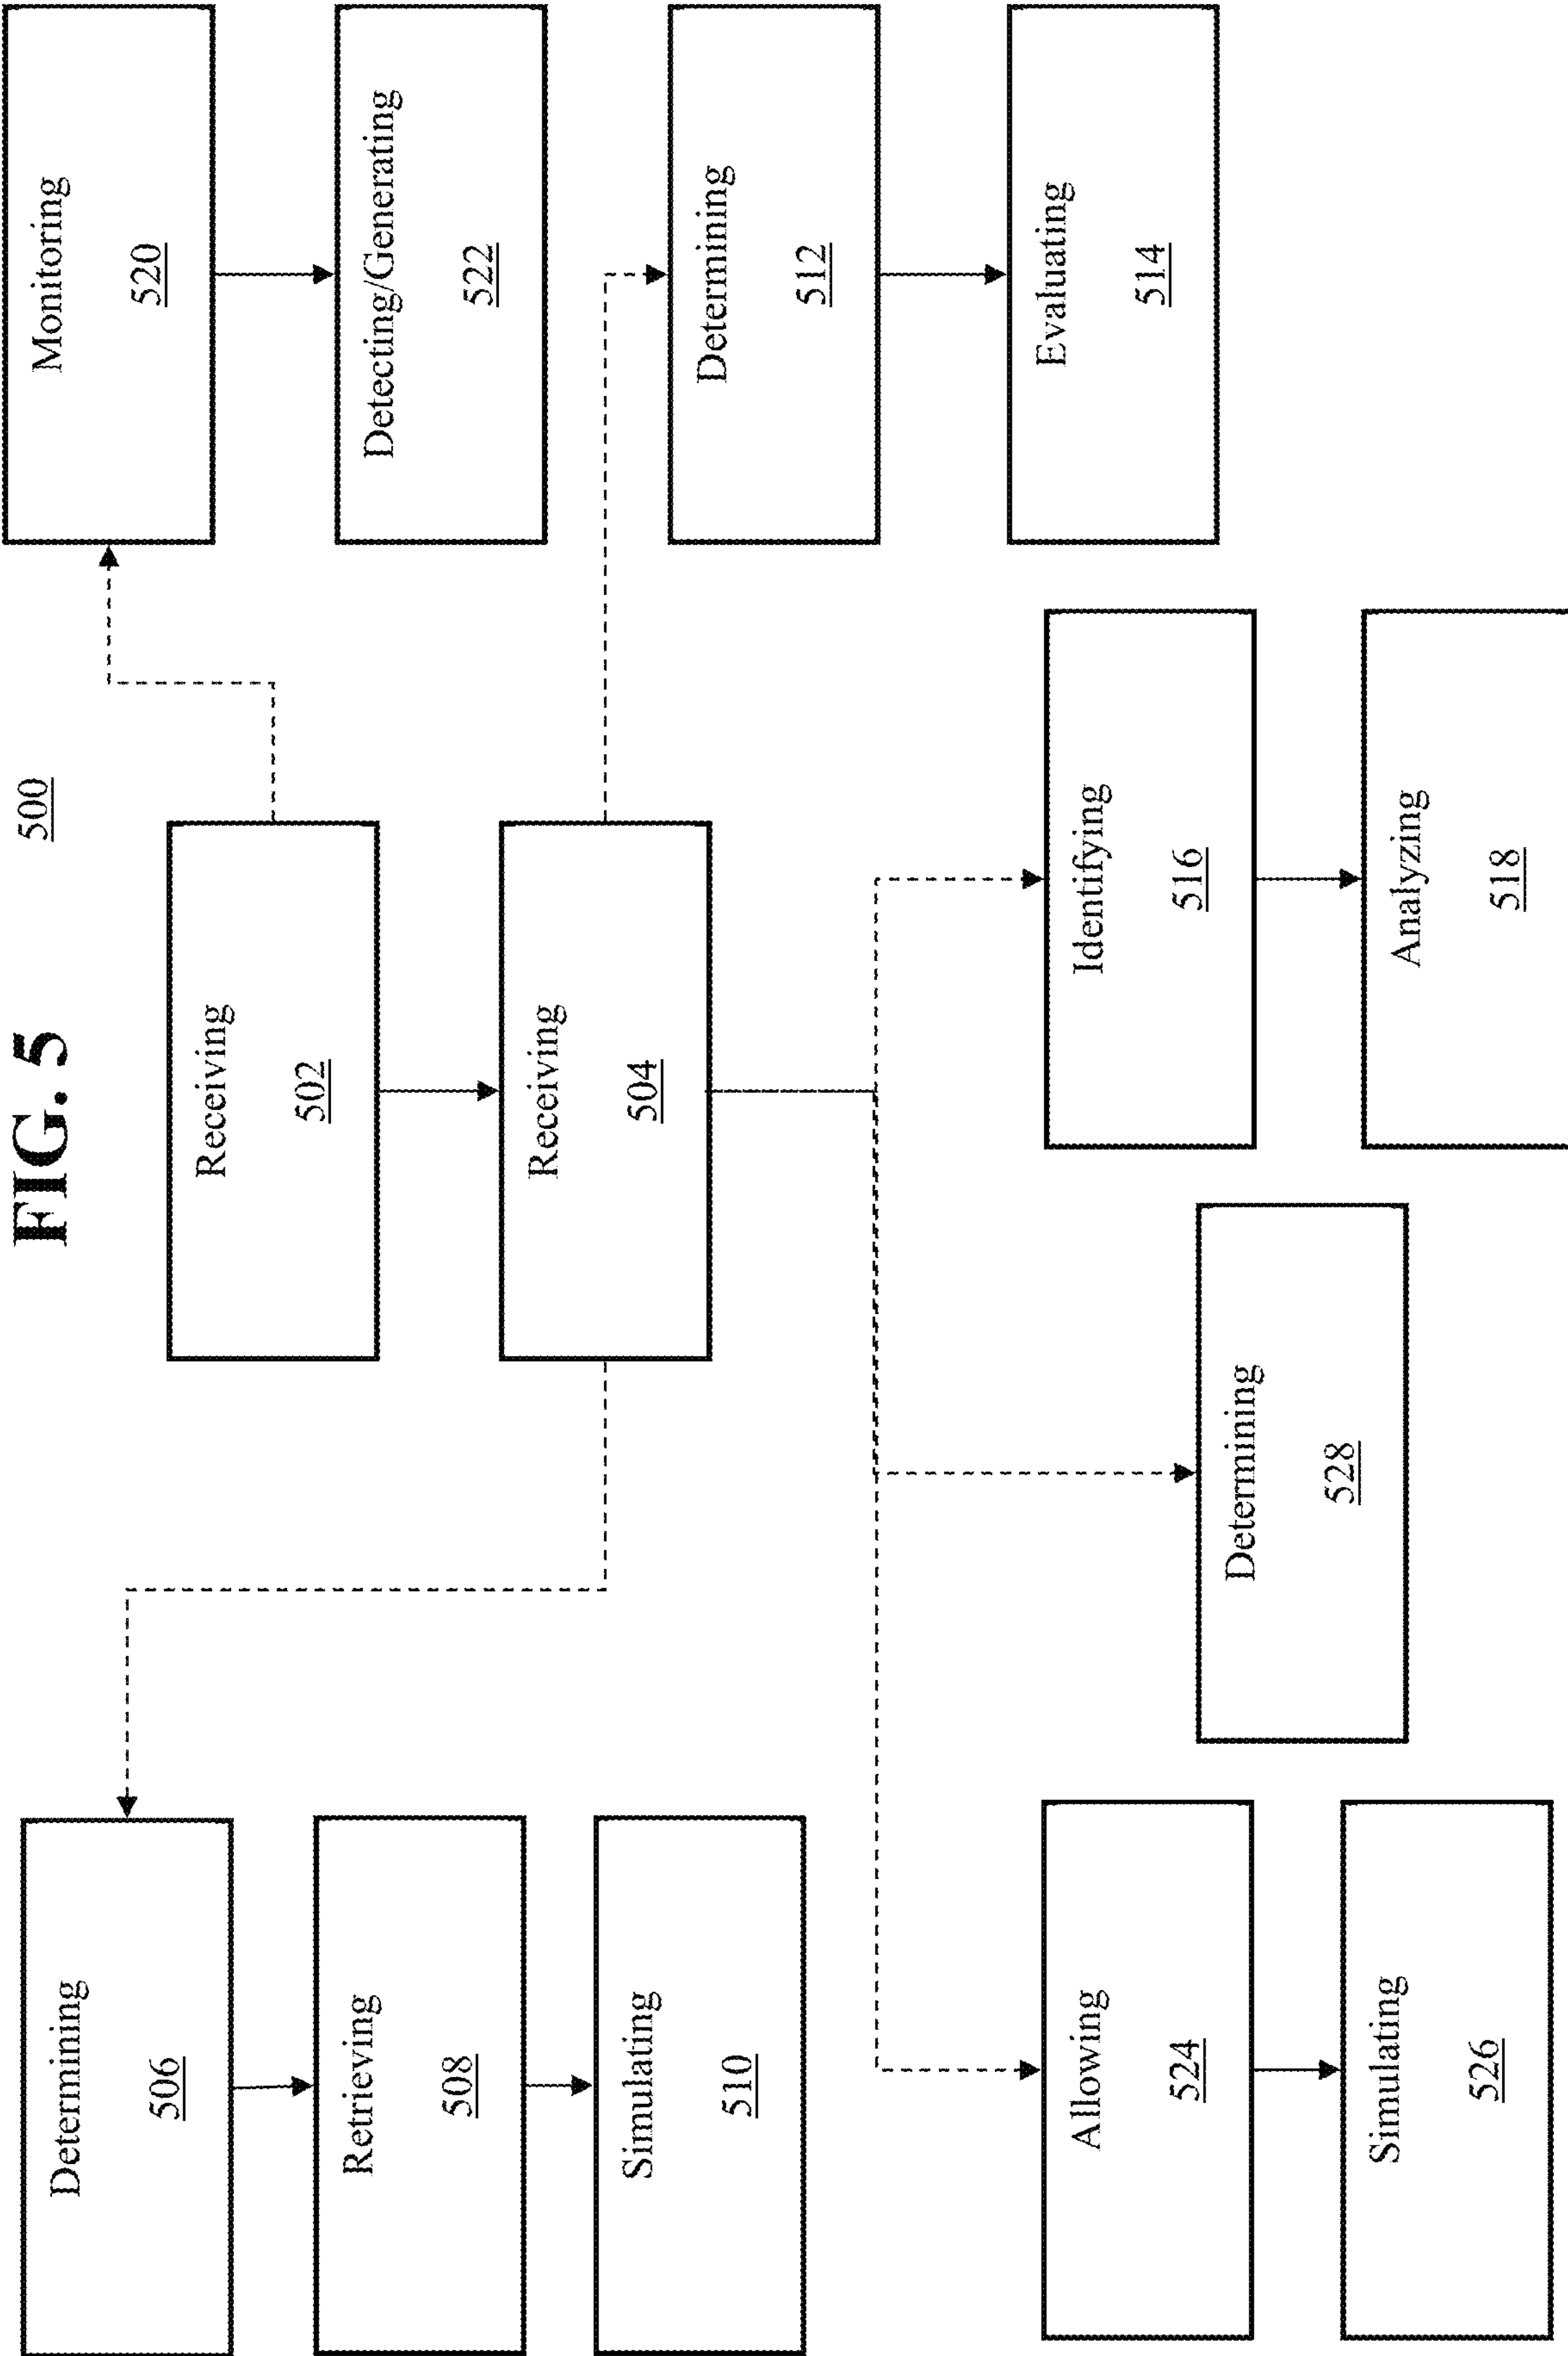 FIG. 5
500
Receiving
502
Receiving
504
Determining
506
Retrieving
508
Simulating
510
Monitoring
520
Detecting/Generating
522
Determining
512
Evaluating
514
Allowing
524
Simulating
526
Determining
528
Identifying
516
Analyzing
518